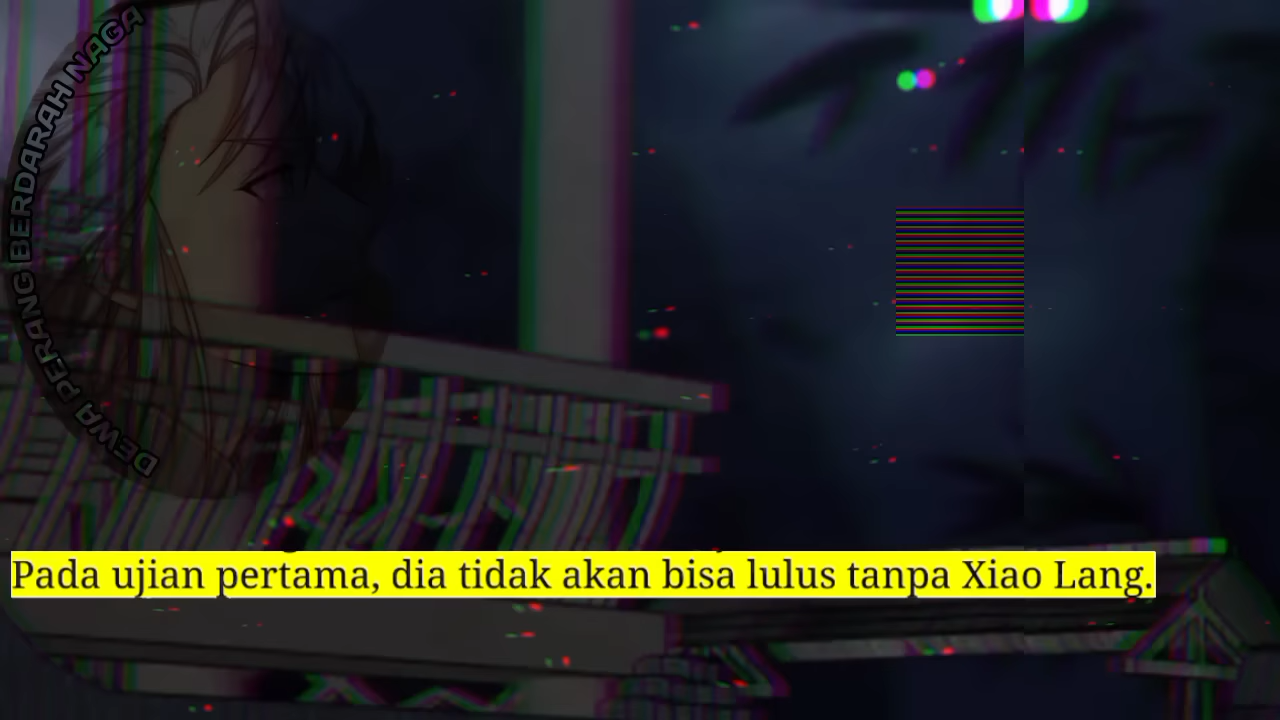 DEWA PERANG BERDARAH NAGA
Pada ujian pertama, dia tidak akan bisa lulus tanpa Xiao Lang.